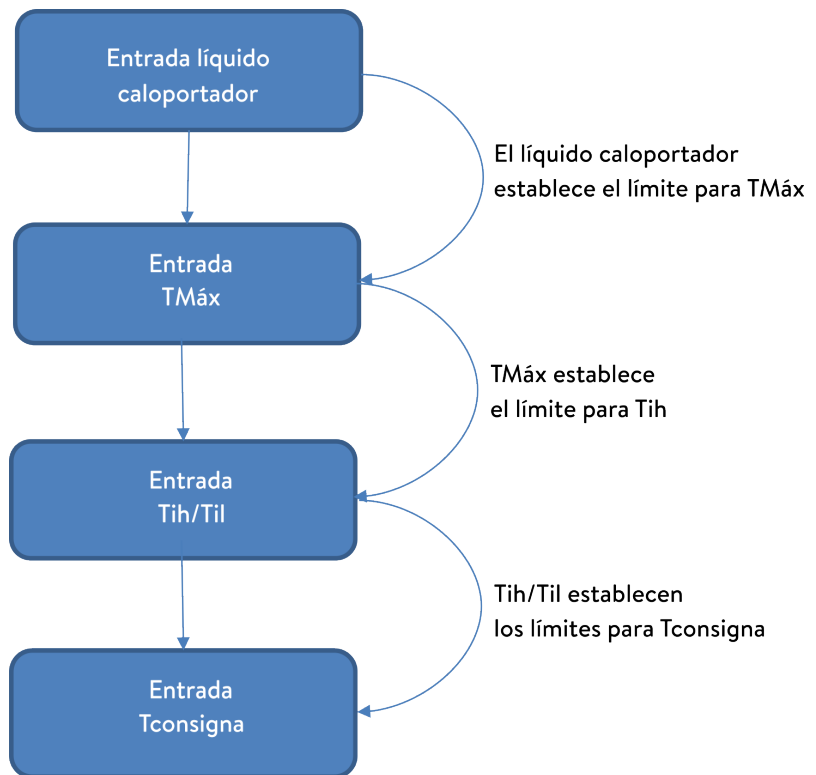 Entrada líquido
caloportador
El líquido caloportador
establece el límite para TMáx
Entrada
TMáx
TMáx establece
el límite para Tih
Entrada
Tih/Til
Tih/Til establecen
los límites para Tconsigna
Entrada
Tconsigna